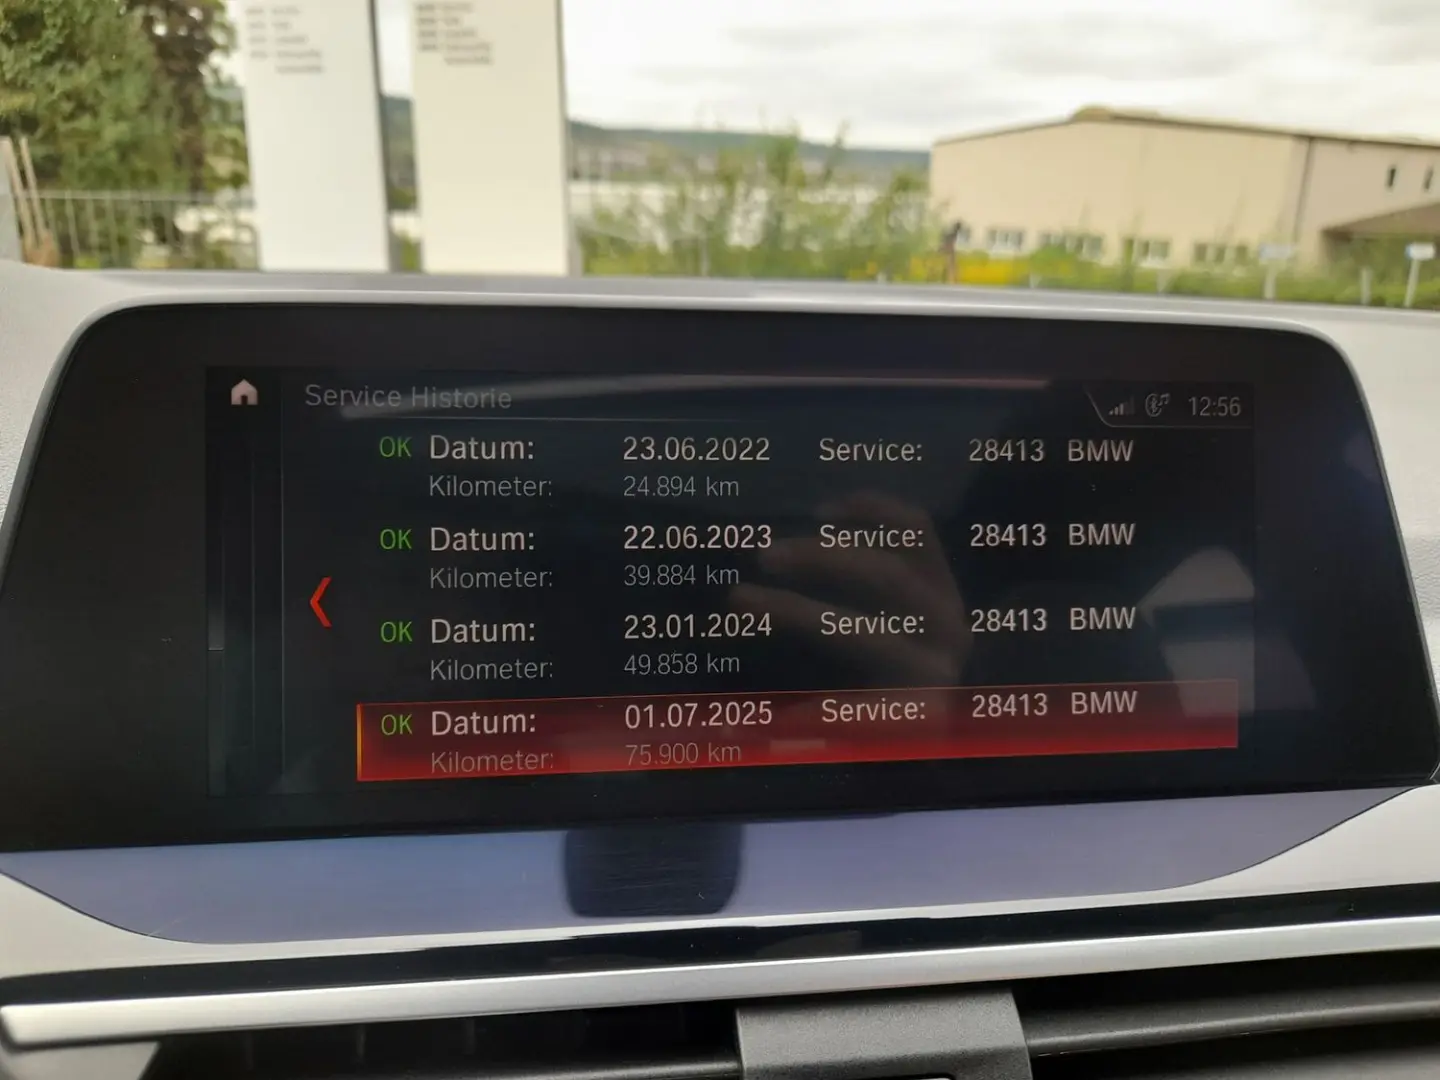 Service Historie
12:56
OK Datum: 23.06.2022 Service: 28413 BMW
Kilometer: 24.894 km
OK Datum: 22.06.2023 Service: 28413 BMW
Kilometer: 39.884 km
OK Datum: 23.01.2024 Service: 28413 BMW
Kilometer: 49.858 km
OK Datum: 01.07.2025 Service: 28413 BMW
Kilometer: 75.900 km